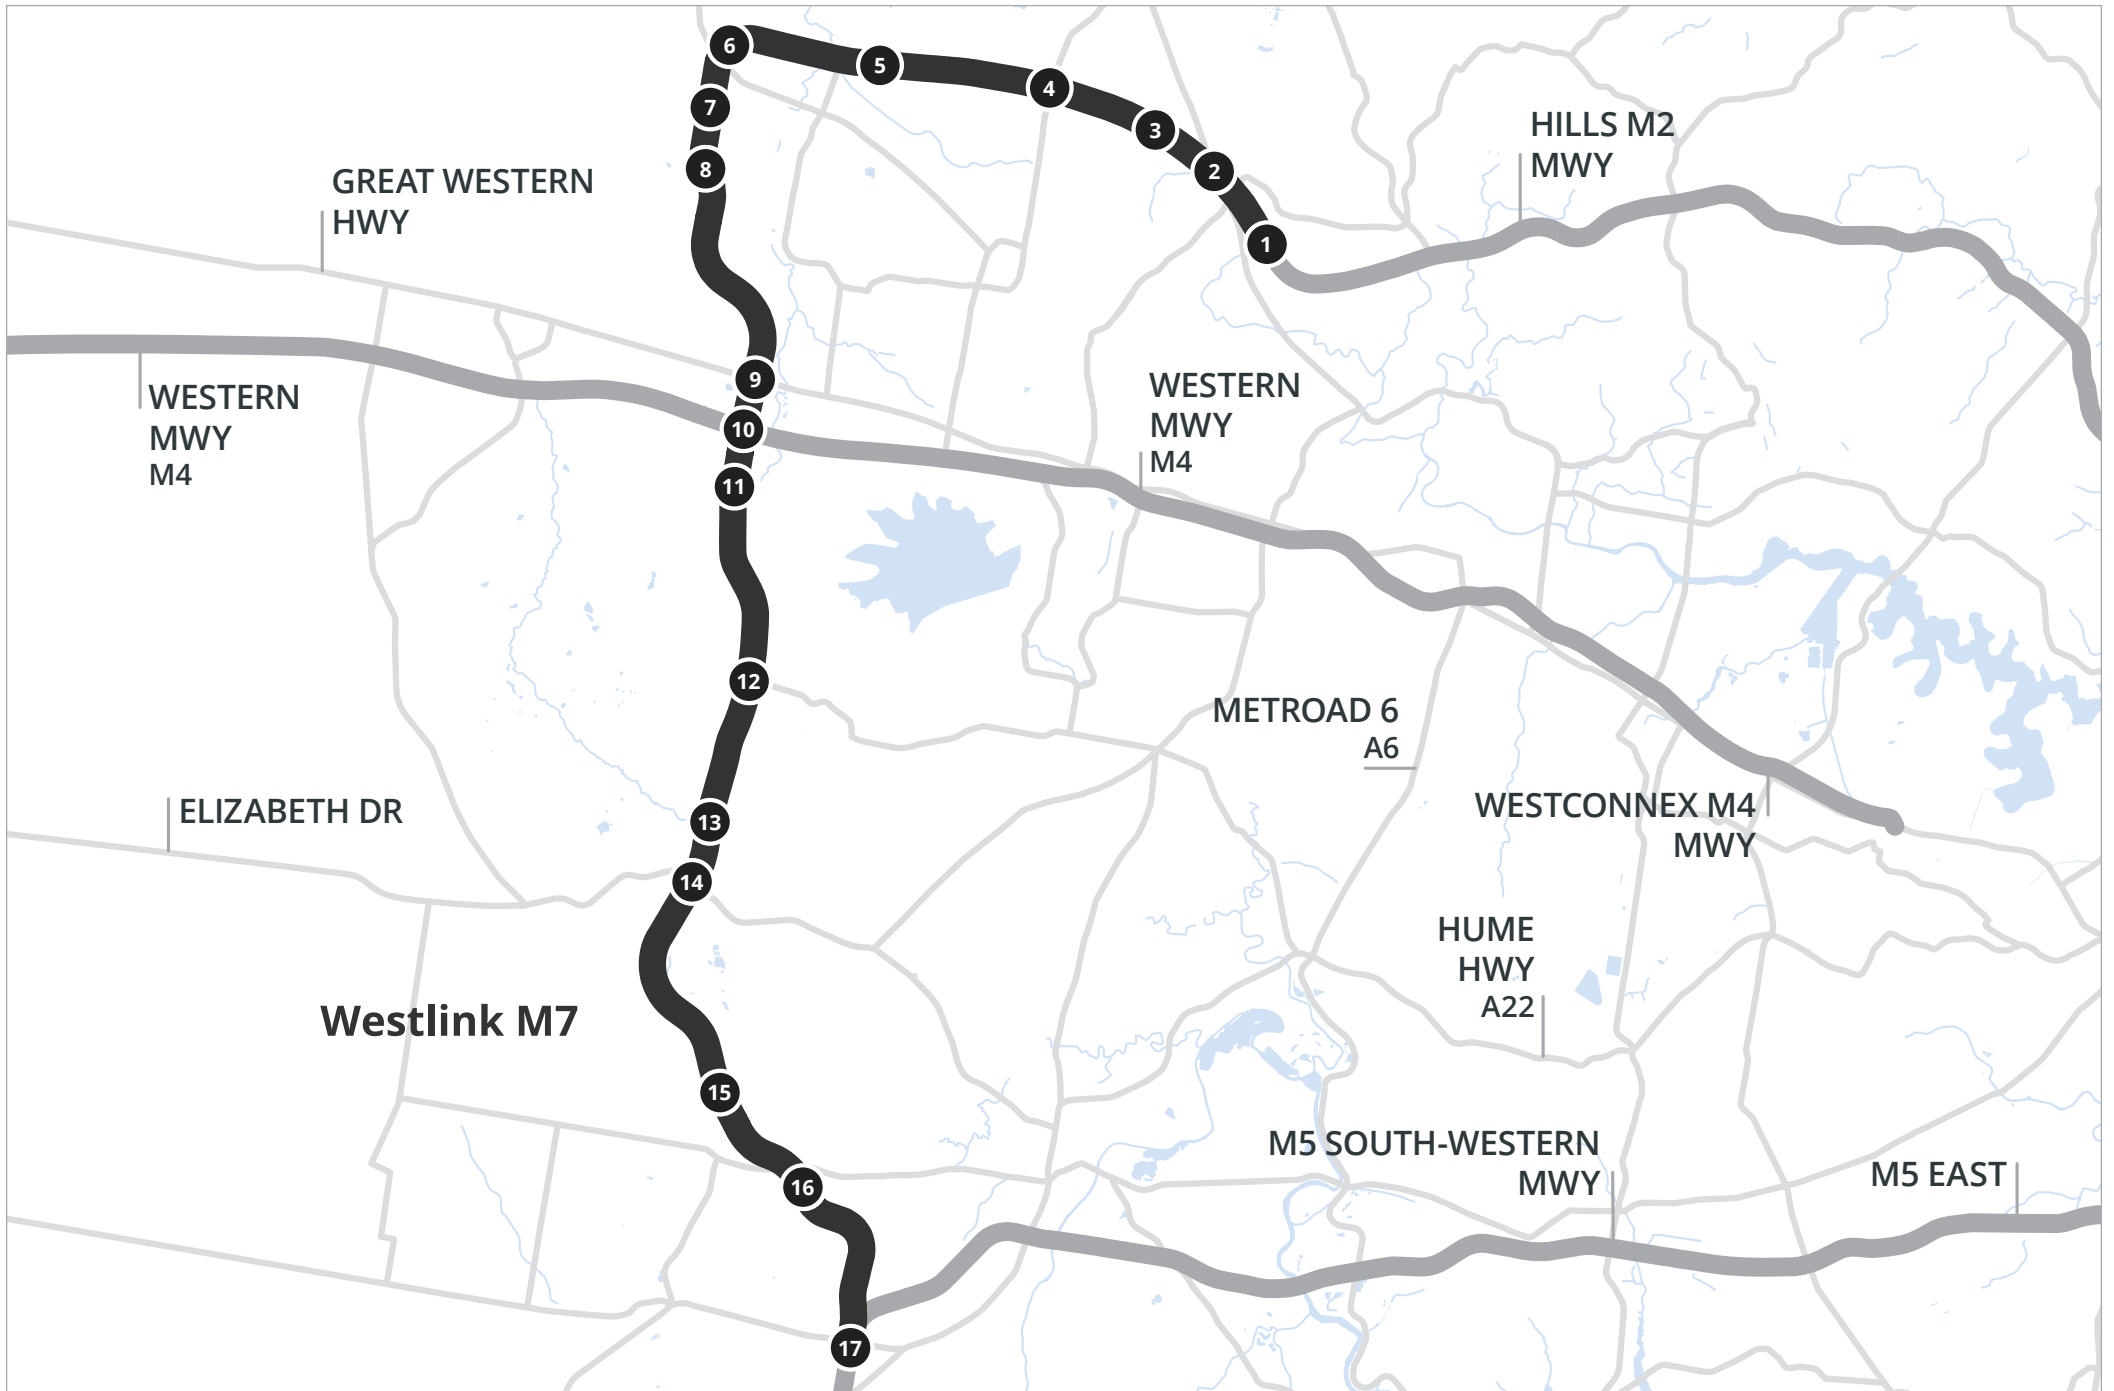 6
5
4
7
3
8
2
1
HILLS M2
MWY
GREAT WESTERN
HWY
WESTERN
MWY
M4
9
10
11
WESTERN
MWY
M4
12
METROAD 6
A6
ELIZABETH DR
13
14
WESTCONNEX M4
MWY
HUME
HWY
A22
Westlink M7
15
16
M5 SOUTH-WESTERN
MWY
M5 EAST
17